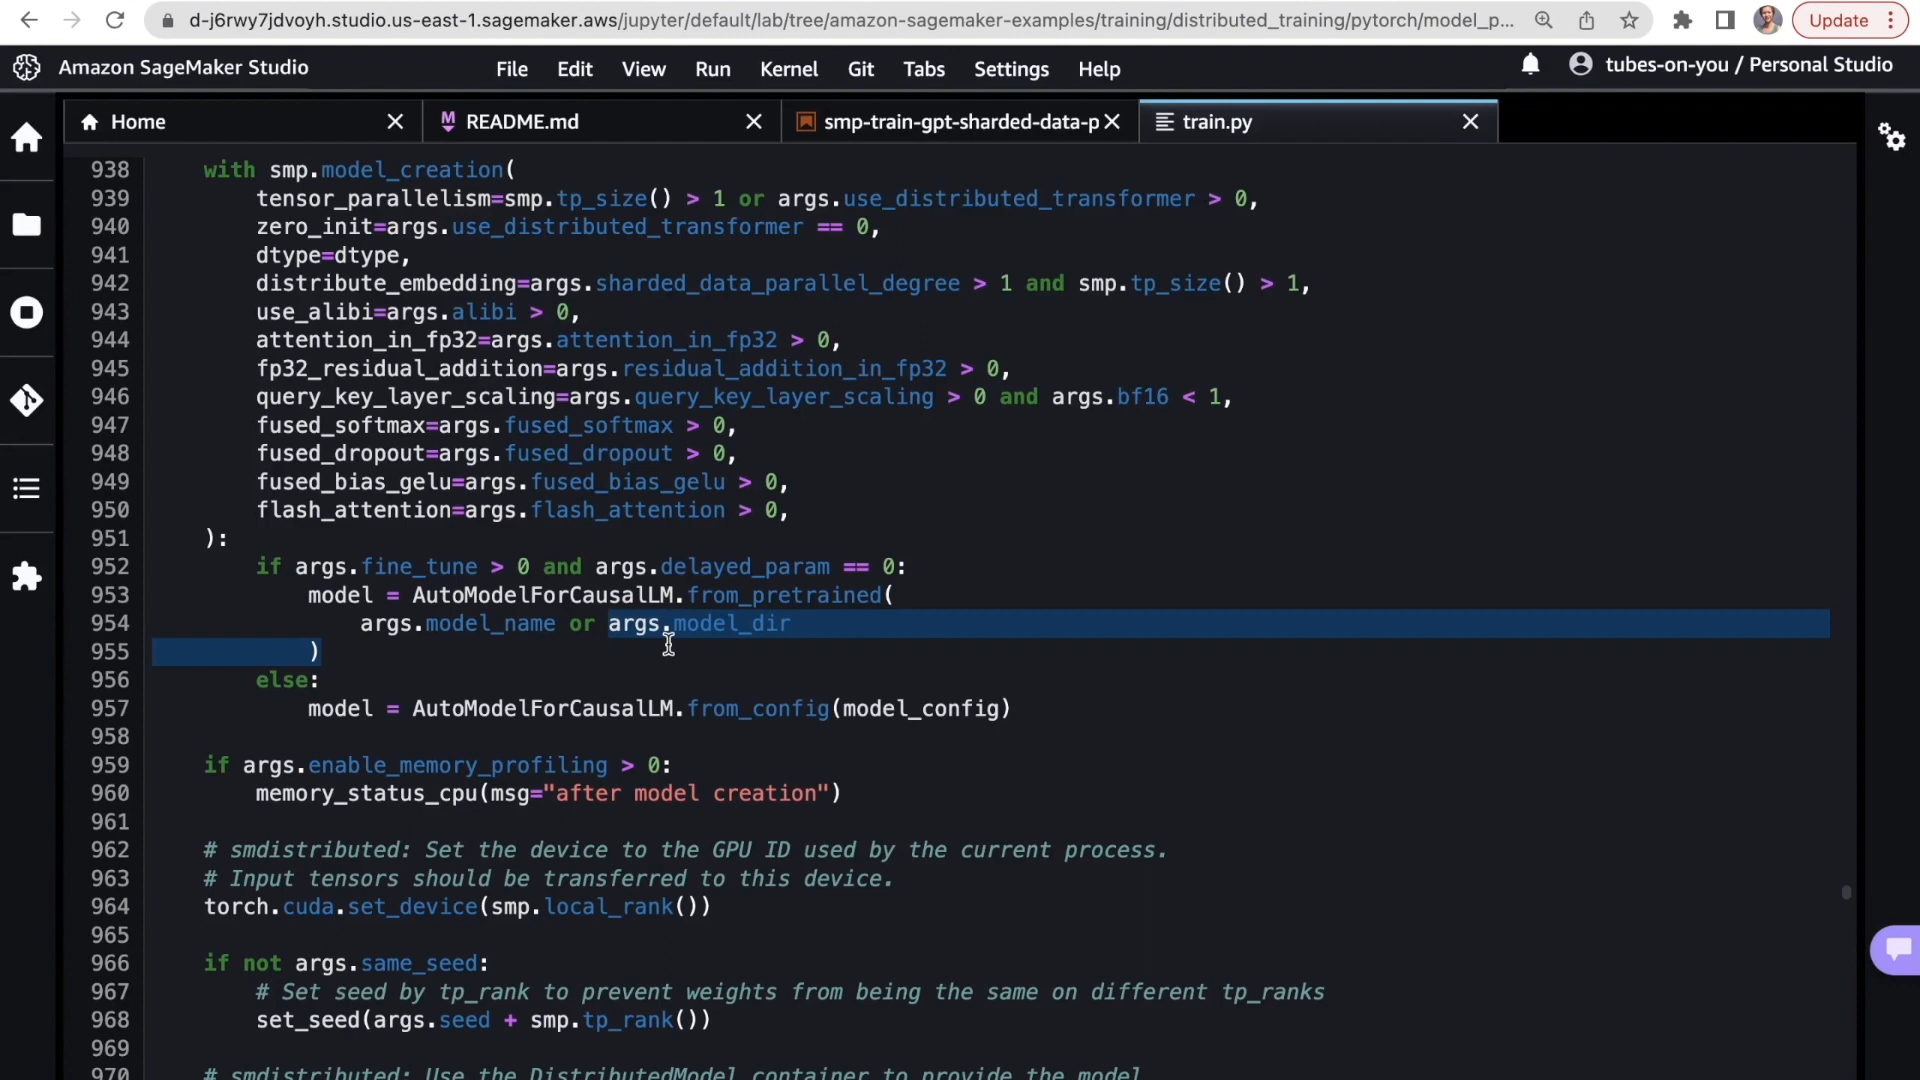 d-j6rwy7jdvoyh.studio.us-east-1.sagemaker.aws/jupyter/default/lab/tree/amazon-sagemaker-examples/training/distributed_training/pytorch/model_p...
Update
Amazon SageMaker Studio
File Edit View Run Kernel Git Tabs Settings Help
tubes-on-you / Personal Studio
Home
README.md
smp-train-gpt-sharded-data-p
train.py
938 with smp.model_creation(
939 tensor_parallelism=smp.tp_size() > 1 or args.use_distributed_transformer > 0,
940 zero_init=args.use_distributed_transformer == 0,
941 dtype=dtype,
942 distribute_embedding=args.sharded_data_parallel_degree > 1 and smp.tp_size() > 1,
943 use_alibi=args.alibi > 0,
944 attention_in_fp32=args.attention_in_fp32 > 0,
945 fp32_residual_addition=args.residual_addition_in_fp32 > 0,
946 query_key_layer_scaling=args.query_key_layer_scaling > 0 and args.bf16 < 1,
947 fused_softmax=args.fused_softmax > 0,
948 fused_dropout=args.fused_dropout > 0,
949 fused_bias_gelu=args.fused_bias_gelu > 0,
950 flash_attention=args.flash_attention > 0,
951 ):
952 if args.fine_tune > 0 and args.delayed_param == 0:
953 model = AutoModelForCausalLM.from_pretrained(
954 args.model_name or args.model_dir
955 )
956 else:
957 model = AutoModelForCausalLM.from_config(model_config)
958
959 if args.enable_memory_profiling > 0:
960 memory_status_cpu(msg="after model creation")
961
962 # smdistributed: Set the device to the GPU ID used by the current process.
963 # Input tensors should be transferred to this device.
964 torch.cuda.set_device(smp.local_rank())
965
966 if not args.same_seed:
967 # Set seed by tp_rank to prevent weights from being the same on different tp_ranks
968 set_seed(args.seed + smp.tp_rank())
969
970 # smdistributed: Use the DistributedModel container to provide the model